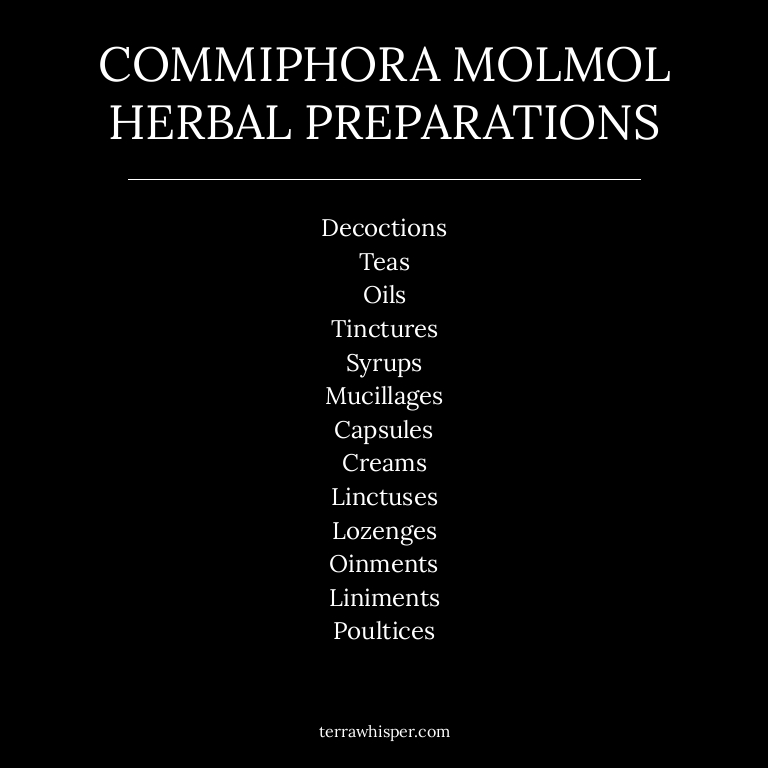 COMMIPHORA MOLMOL
HERBAL PREPARATIONS
Decoctions
Teas
Oils
Tinctures
Syrups
Mucillages
Capsules
Creams
Linctuses
Lozenges
Oinments
Liniments
Poultices
terrawhisper.com